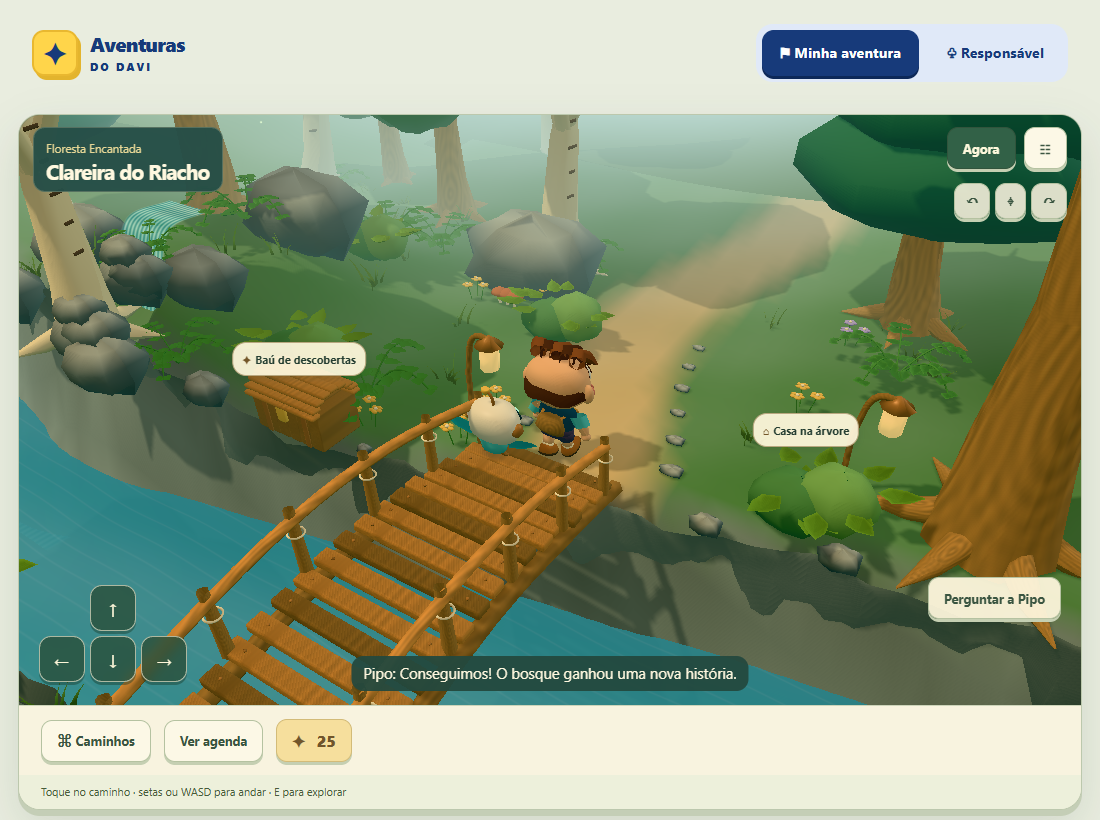 Aventuras
DO DAVI
Minha aventura
Responsável
Floresta Encantada
Clareira do Riacho
Agora
Baú de descobertas
Casa na árvore
Perguntar a Pipo
Pipo: Conseguimos! O bosque ganhou uma nova história.
Caminhos
Ver agenda
25
Toque no caminho · setas ou WASD para andar · E para explorar